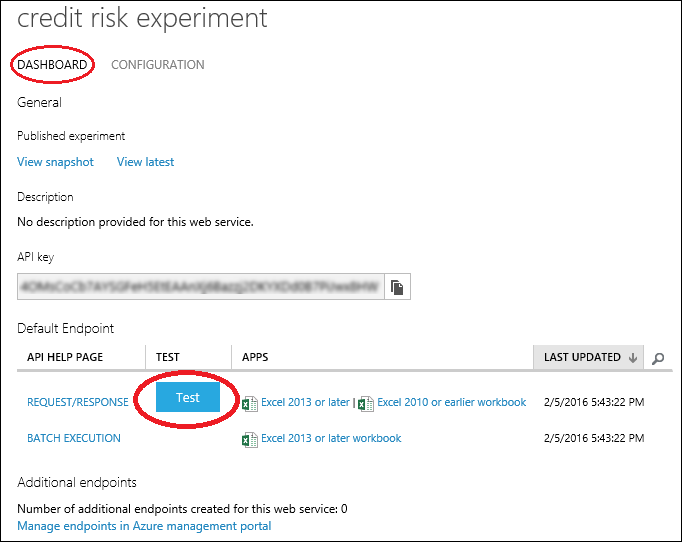 credit risk experiment
DASHBOARD CONFIGURATION
General
Published experiment
View snapshot View latest
Description
No description provided for this web service.
API key
Default Endpoint
API HELP PAGE TEST APPS LAST UPDATED
REQUEST/RESPONSE Test Excel 2013 or later | Excel 2010 or earlier workbook 2/5/2016 5:43:22 PM
BATCH EXECUTION Excel 2013 or later workbook 2/5/2016 5:43:22 PM
Additional endpoints
Number of additional endpoints created for this web service: 0
Manage endpoints in Azure management portal